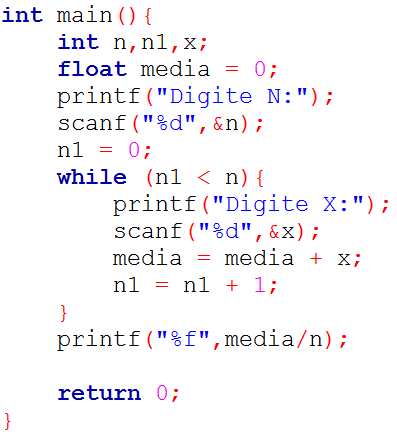 int main(){
    int n,n1,x;
    float media = 0;
    printf("Digite N:");
    scanf("%d",&n);
    n1 = 0;
    while (n1 < n){
        printf("Digite X:");
        scanf("%d",&x);
        media = media + x;
        n1 = n1 + 1;
    }
    printf("%f",media/n);

    return 0;
}